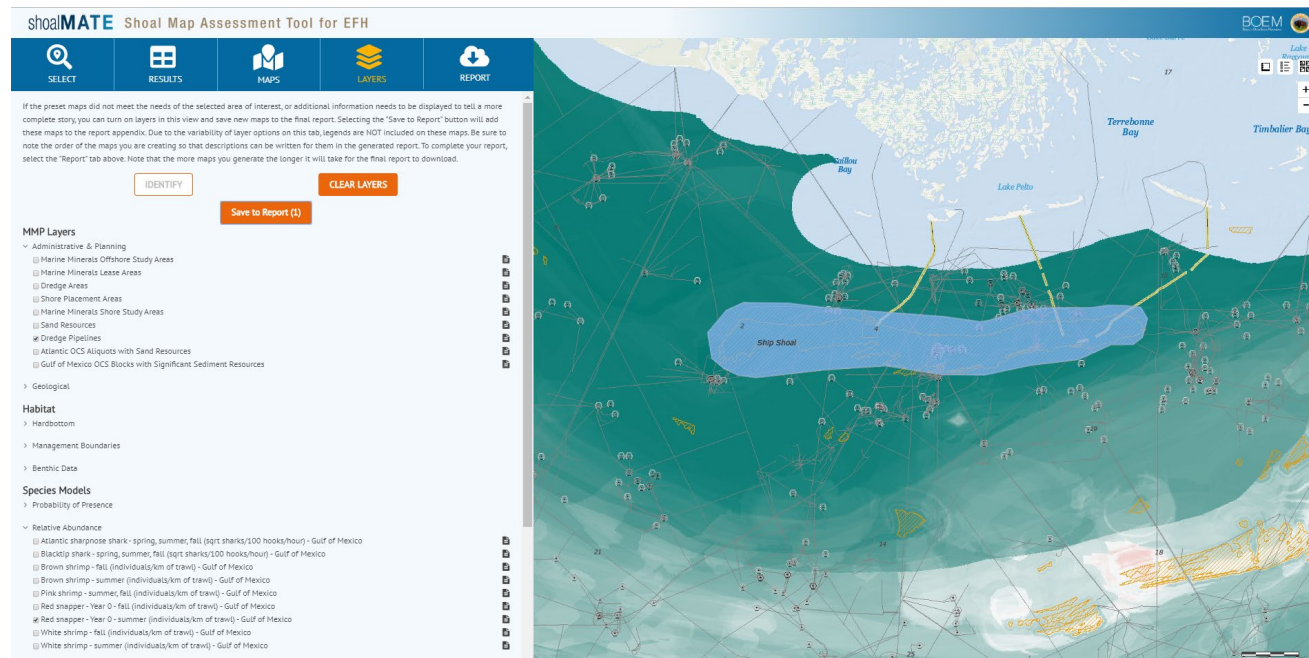 shoalMATE Shoal Map Assessment Tool for EFH
BOEM
SELECT
RESULTS
MAPS
LAYERS
REPORT
If the preset maps did not meet the needs of the selected area of interest, or additional information needs to be displayed to tell a more
complete story, you can turn on layers in this view and save new maps to the final report. Selecting the "Save to Report" button will add
these maps to the report appendix. Due to the variability of layer options on this tab, legends are NOT included on these maps. Be sure to
note the order of the maps you are creating so that descriptions can be written for them in the generated report. To complete your report,
select the "Report" tab above. Note that the more maps you generate the longer it will take for the final report to download.
IDENTIFY
CLEAR LAYERS
Save to Report (1)
MMP Layers
Administrative & Planning
Marine Minerals Offshore Study Areas
Marine Minerals Lease Areas
Dredge Areas
Shore Placement Areas
Marine Minerals Shore Study Areas
Sand Resources
Dredge Pipelines
Atlantic OCS Aliquots with Sand Resources
Gulf of Mexico OCS Blocks with Significant Sediment Resources
Geological
Habitat
Hardbottom
Management Boundaries
Benthic Data
Species Models
Probability of Presence
Relative Abundance
Atlantic sharpnose shark - spring, summer, fall (sqrt sharks/100 hooks/hour) - Gulf of Mexico
Blacktip shark - spring, summer, fall (sqrt sharks/100 hooks/hour) - Gulf of Mexico
Brown shrimp - fall (individuals/km of trawl) - Gulf of Mexico
Brown shrimp - summer (individuals/km of trawl) - Gulf of Mexico
Pink shrimp - summer, fall (individuals/km of trawl) - Gulf of Mexico
Red snapper - Year 0 - fall (individuals/km of trawl) - Gulf of Mexico
Red snapper - Year 0 - summer (individuals/km of trawl) - Gulf of Mexico
White shrimp - fall (individuals/km of trawl) - Gulf of Mexico
White shrimp - summer (individuals/km of trawl) - Gulf of Mexico
Lake
17
+
-
Terrebonne
Bay
Timbalier Bay
Caillou
Bay
Lake Pelto
2
4
Ship Shoal
19
14
21
18
25